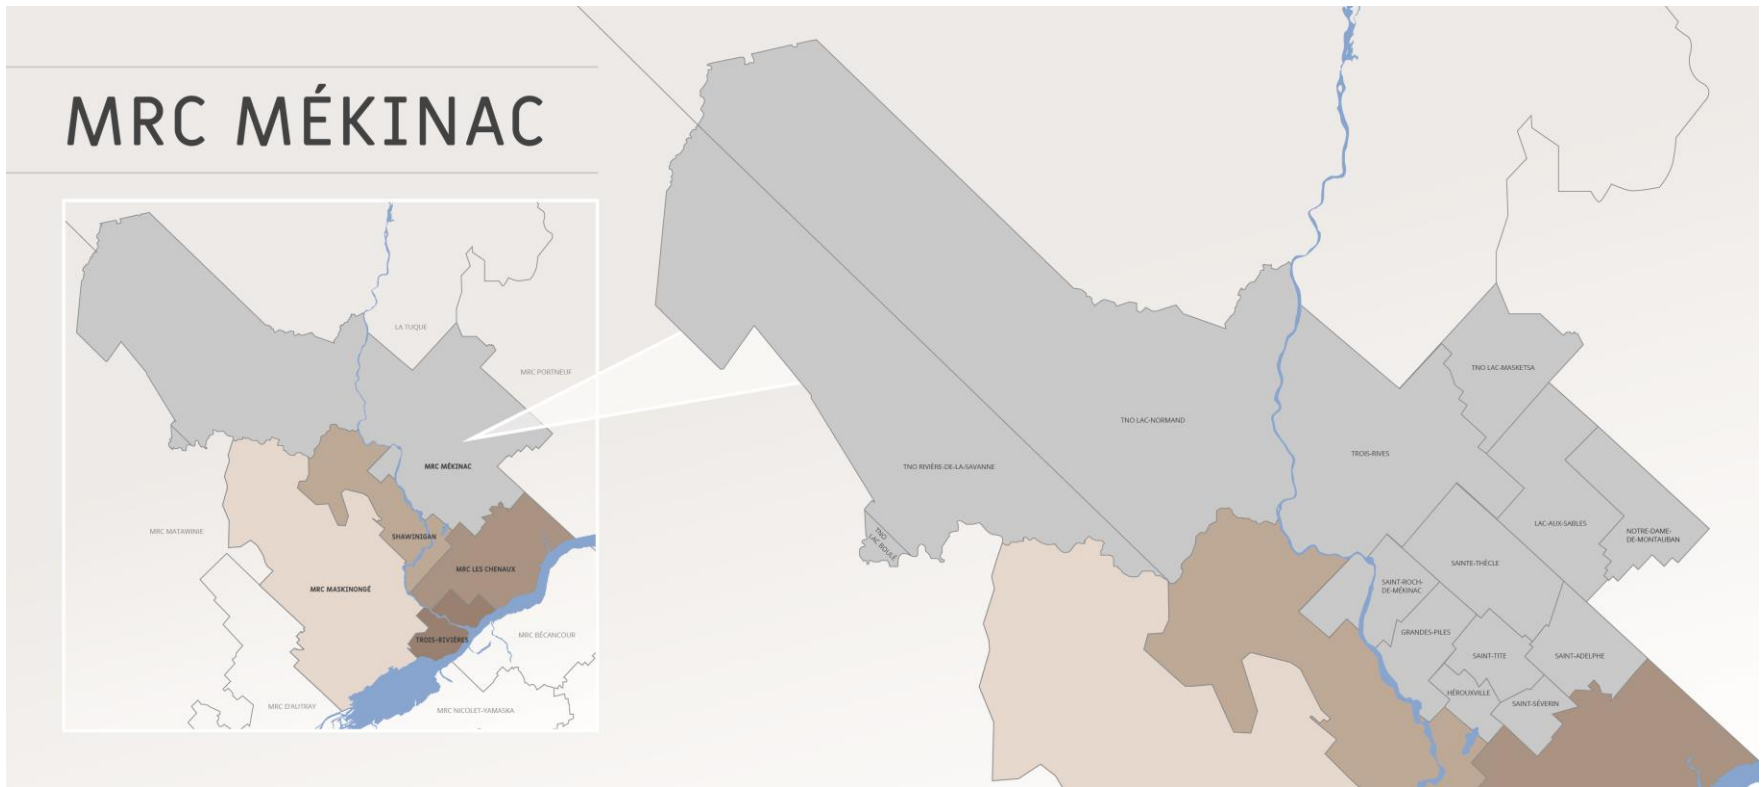 MRC MÉKINAC
LA TUQUE
MRC PORTNEUF
MRC MÉKINAC
MRC MATAWINIE
SHAWINIGAN
MRC LES CHENAUX
MRC MASKINONGÉ
TROIS-RIVIÈRES
MRC BÉCANCOUR
MRC D'AUTRAY
MRC NICOLET-YAMASKA
TNO LAC-MASKETSA
TNO LAC-NORMAND
TROIS-RIVES
TNO RIVIÈRE-DE-LA-SAVANNE
TNO
LAC BOULÉ
LAC-AUX-SABLES
NOTRE-DAME-
DE-MONTAUBAN
SAINTE-THÈCLE
SAINT-ROCH-
DE-MÉKINAC
GRANDES-PILES
SAINT-TITE
SAINT-ADELPHE
HÉROUXVILLE
SAINT-SÉVERIN